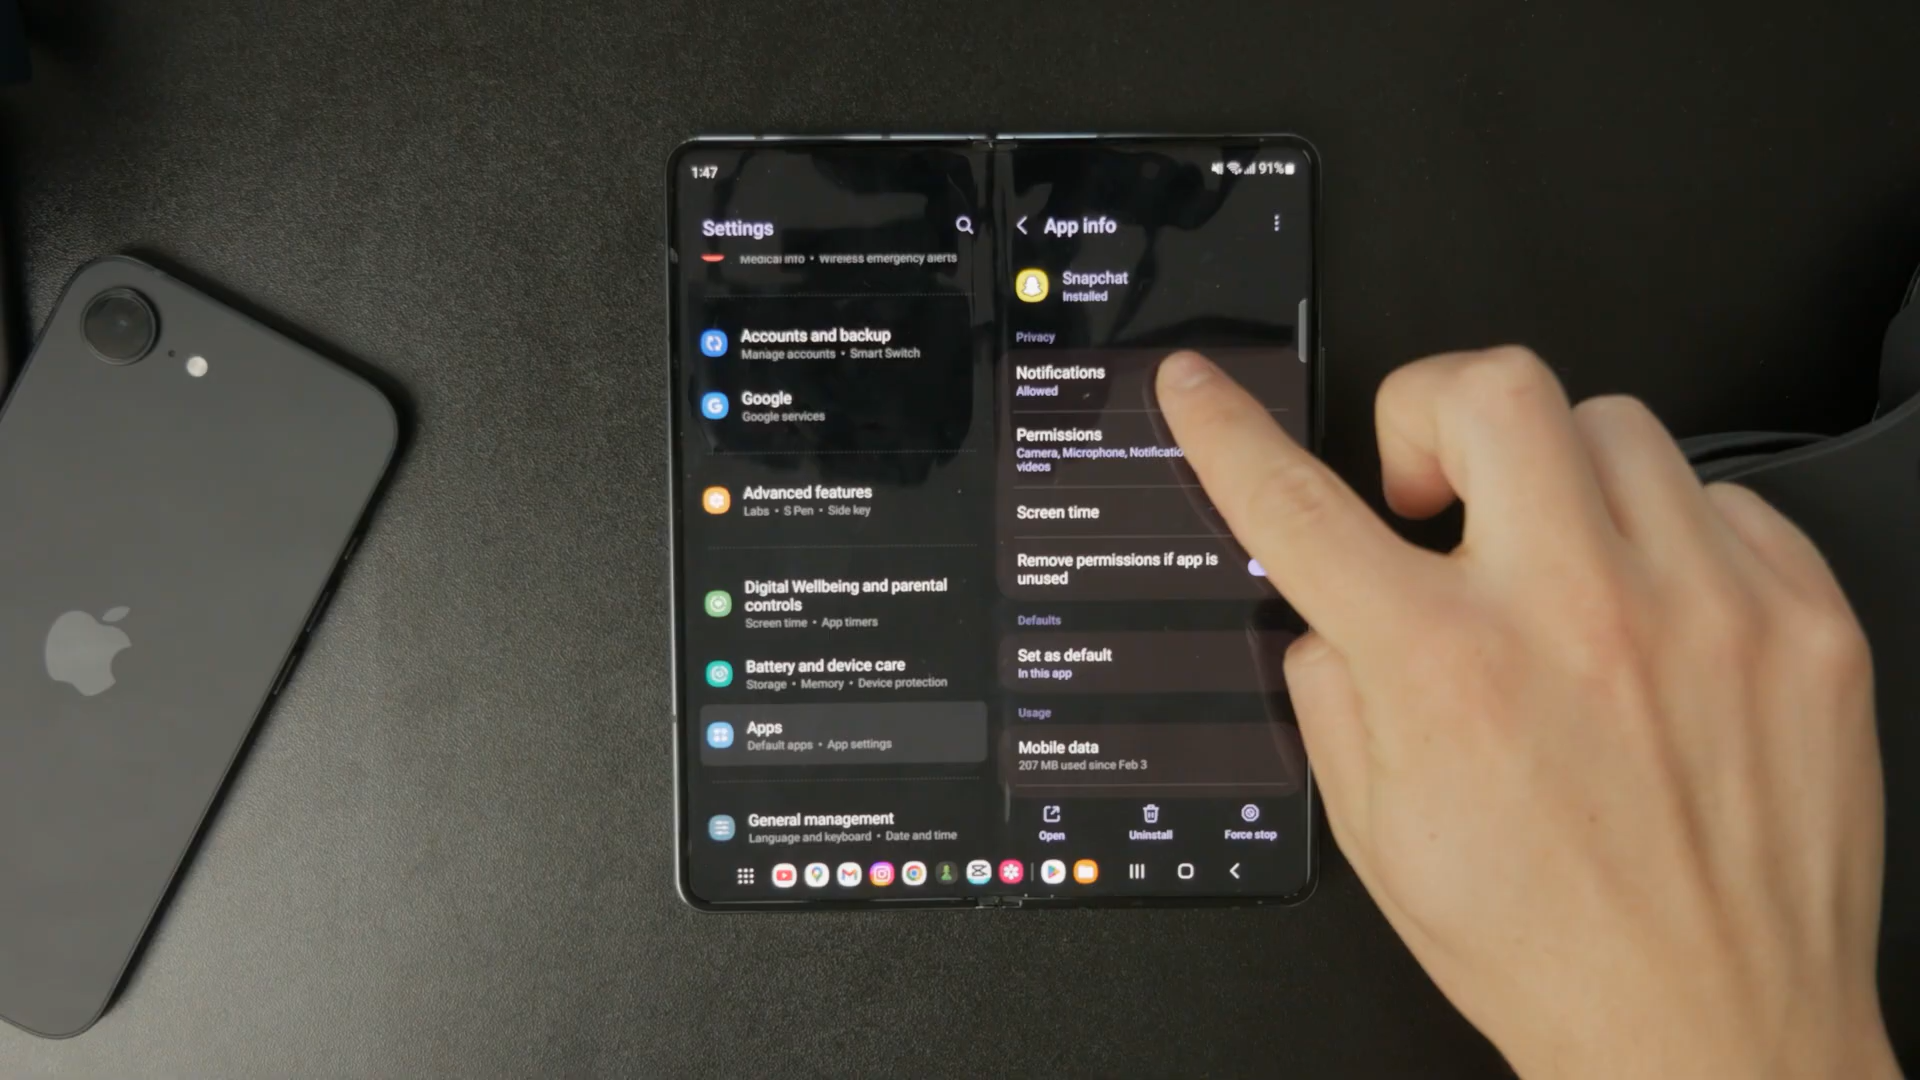 1:47
91%
Settings
Medical info • Wireless emergency alerts
Accounts and backup
Manage accounts • Smart Switch
Google
Google services
Advanced features
Labs • S Pen • Side key
Digital Wellbeing and parental
controls
Screen time • App timers
Battery and device care
Storage • Memory • Device protection
Apps
Default apps • App settings
General management
Language and keyboard • Date and time
App info
Snapchat
Installed
Privacy
Notifications
Allowed
Permissions
Camera, Microphone,
videos
Screen time
Remove permissions if app is
unused
Defaults
Set as default
In this app
Usage
Mobile data
207 MB used since Feb 3
Open
Uninstall
Force stop